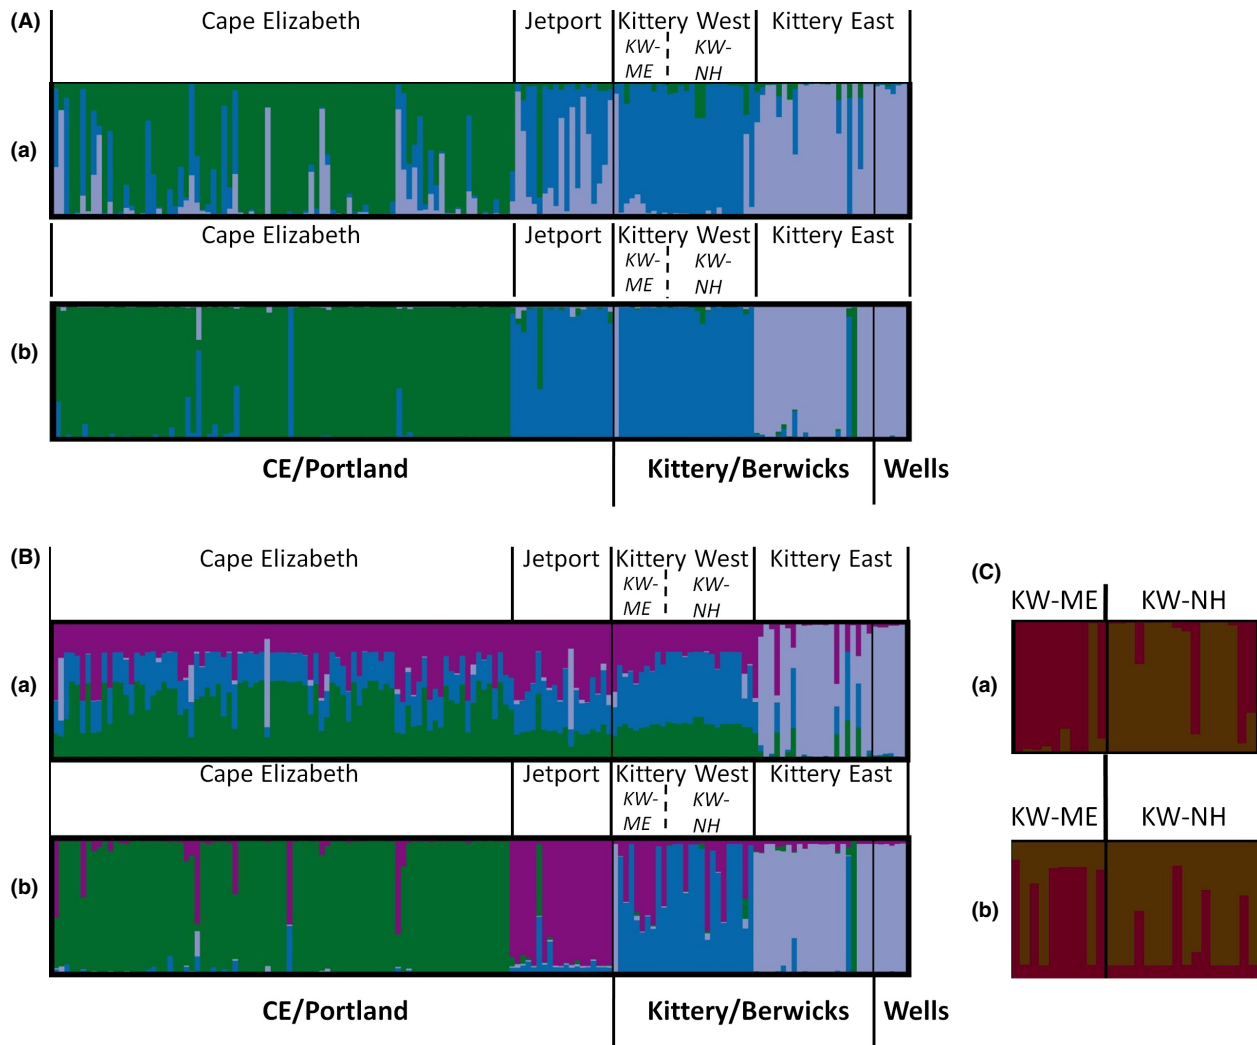 (A)
Cape Elizabeth Jetport Kittery West Kittery East
KW- KW-
ME NH
(a)
Cape Elizabeth Jetport Kittery West Kittery East
KW- KW-
ME NH
(b)
CE/Portland Kittery/Berwicks Wells
(B)
Cape Elizabeth Jetport Kittery West Kittery East
KW- KW-
ME NH
(a)
Cape Elizabeth Jetport Kittery West Kittery East
KW- KW-
ME NH
(b)
CE/Portland Kittery/Berwicks Wells
(C)
KW-ME KW-NH
(a)
KW-ME KW-NH
(b)